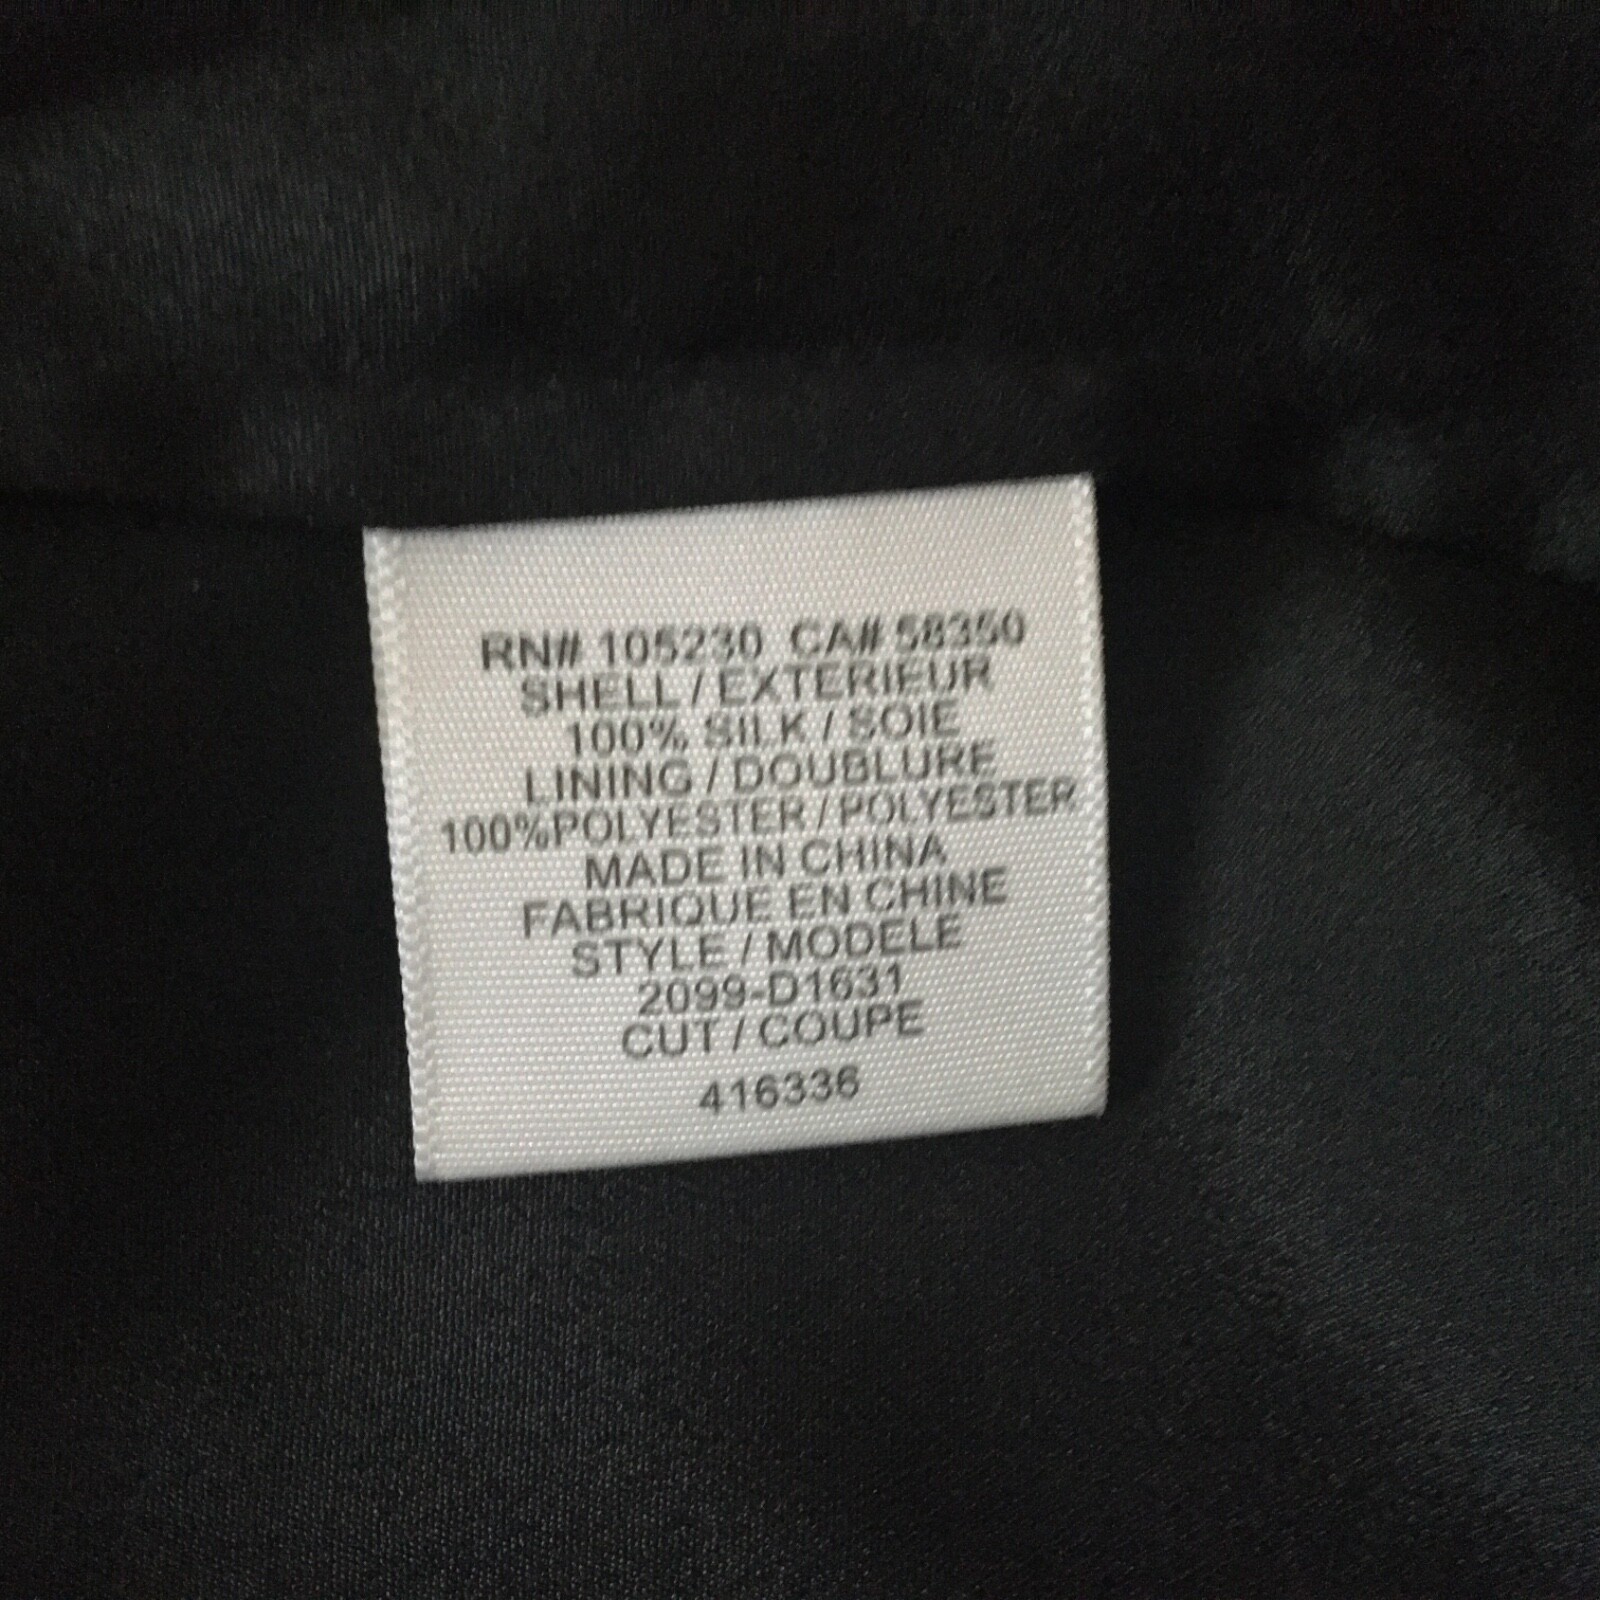 RN# 105230 CA# 58350
SHELL / EXTERIEUR
100% SILK / SOIE
LINING / DOUBLURE
100%POLYESTER / POLYESTER
MADE IN CHINA
FABRIQUE EN CHINE
STYLE / MODELE
2099-D1631
CUT / COUPE
416336